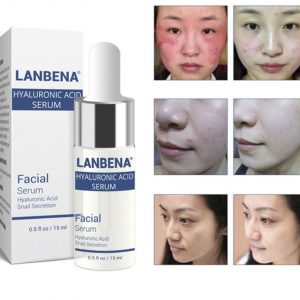 LANBENA®
HYALURONIC ACID
SERUM
Facial
Serum
Hyaluronic Acid
Snail Secretion
0.5 fl oz / 15 ml
LANBENA®
HYALURONIC ACID
SERUM
Facial
Serum
Hyaluronic Acid
Snail Secretion
0.5 fl oz / 15 ml